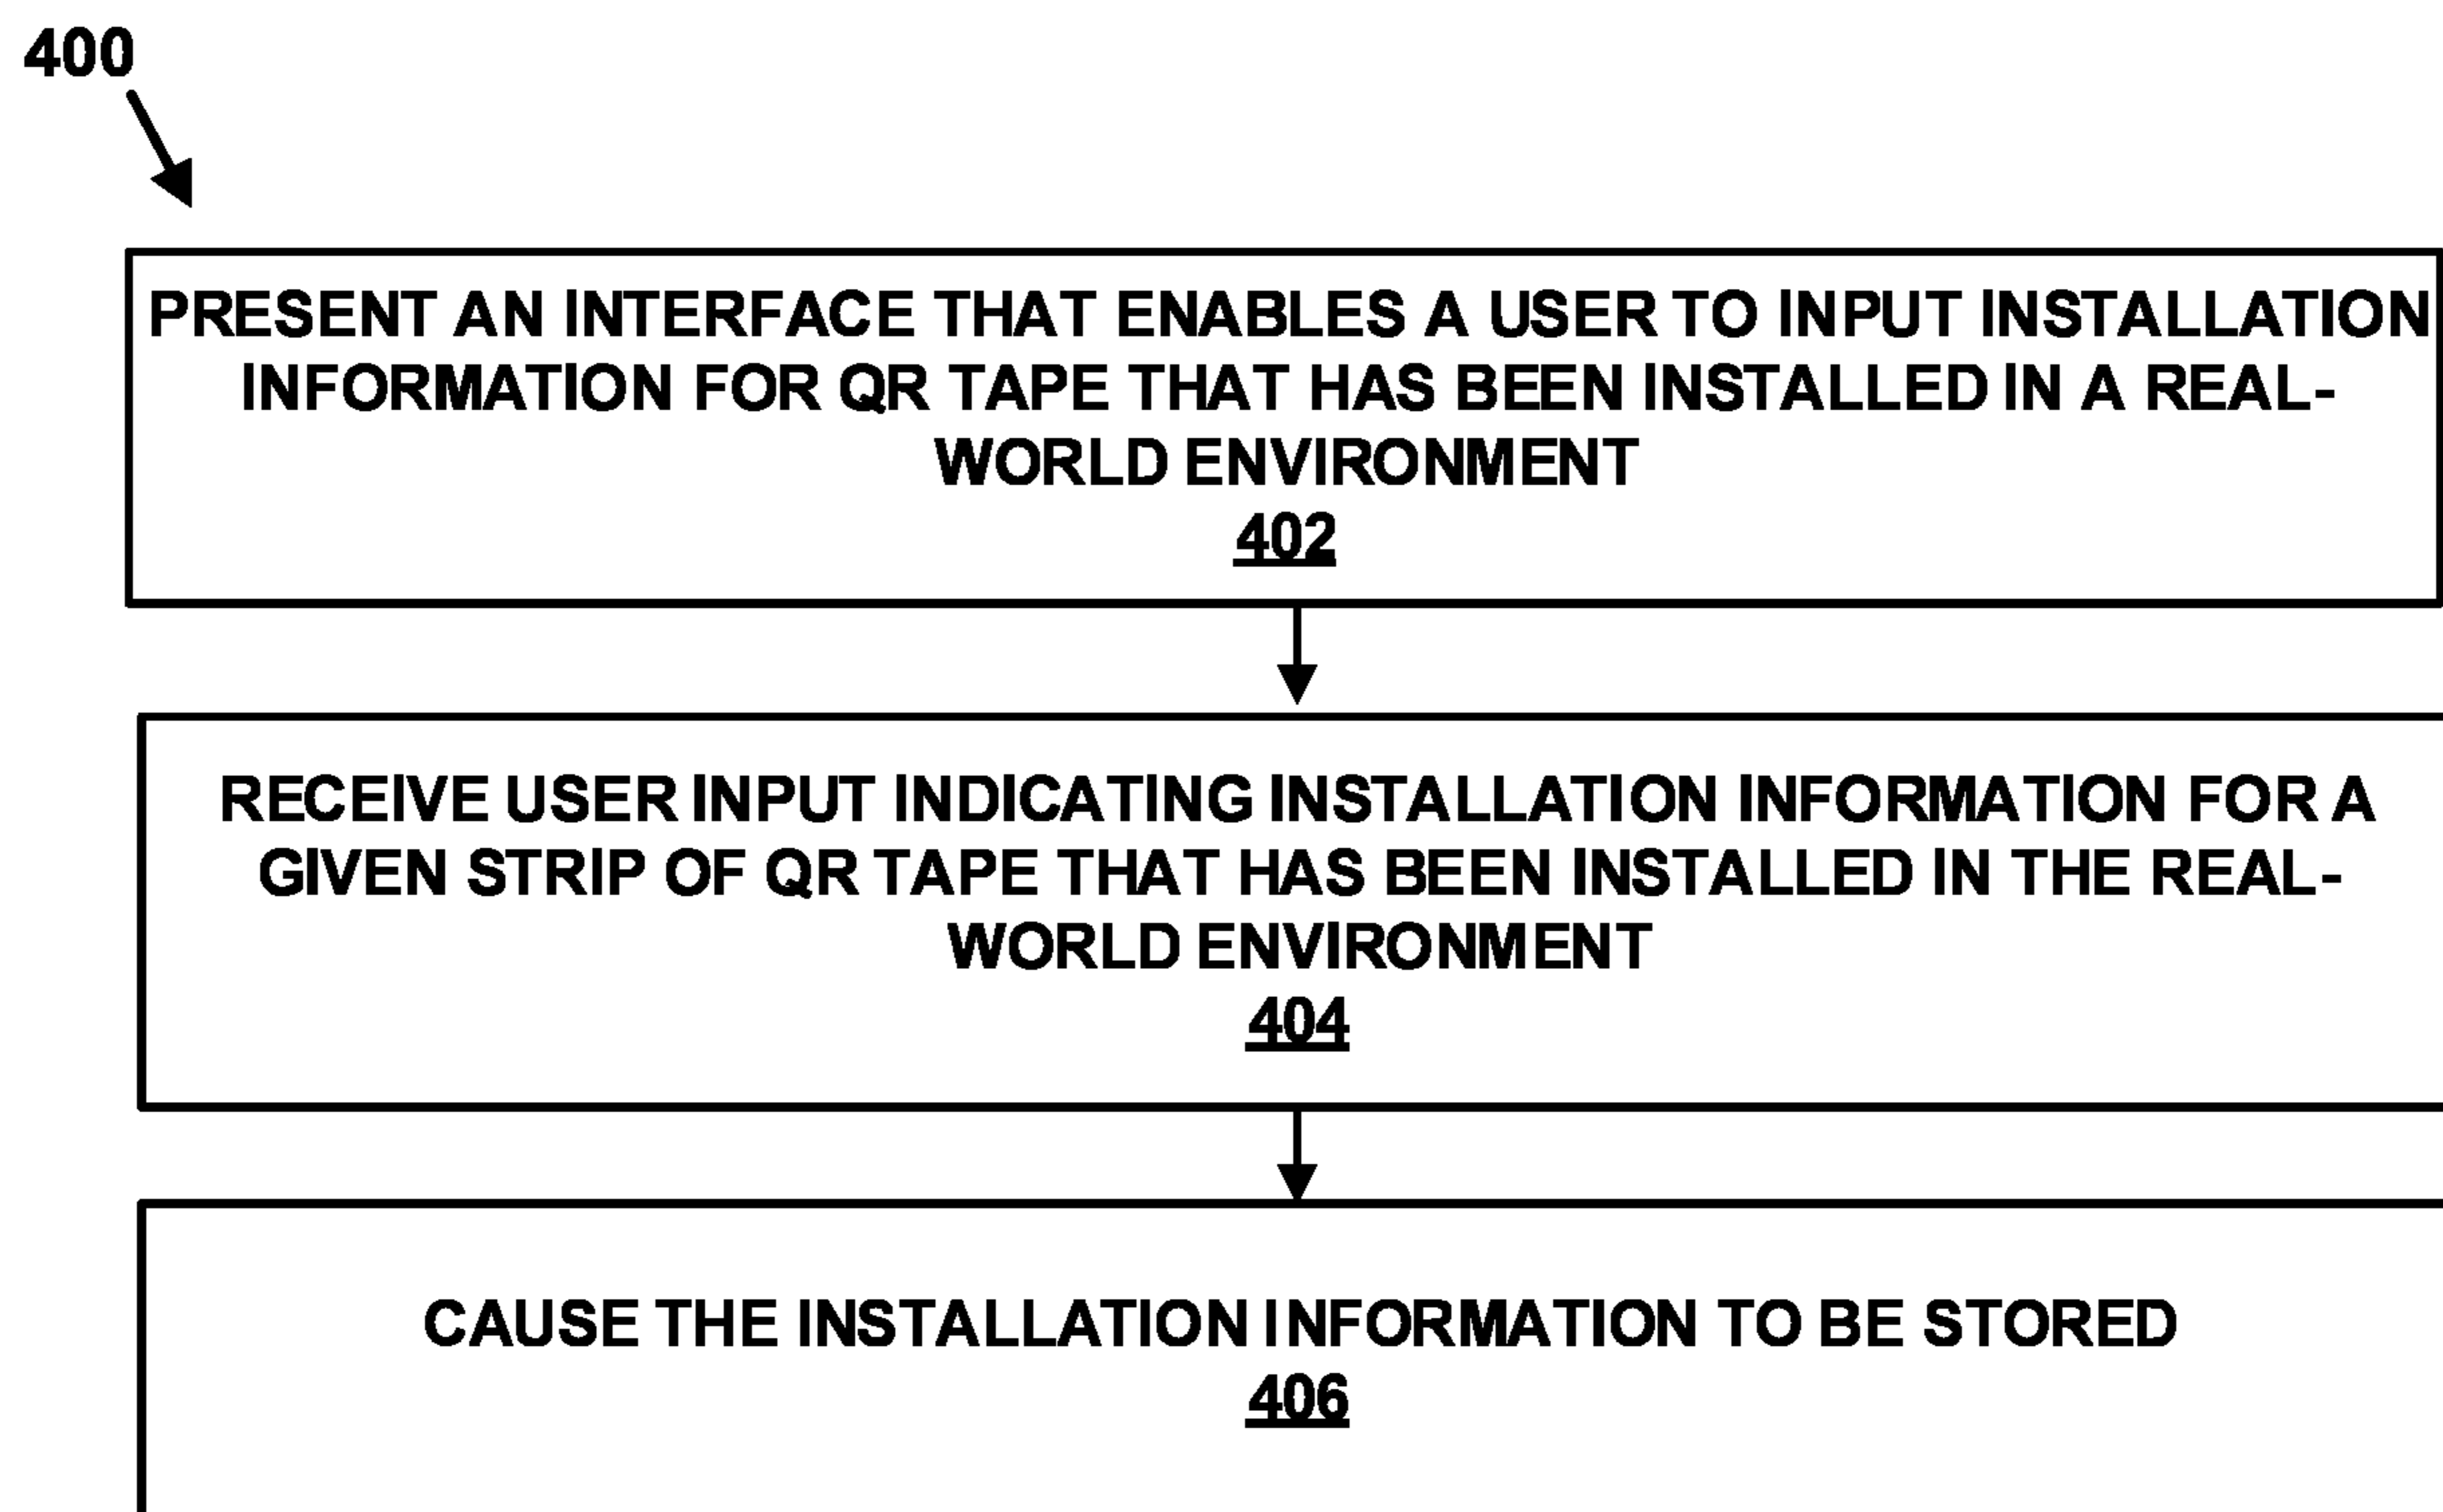 400
PRESENT AN INTERFACE THAT ENABLES A USER TO INPUT INSTALLATION
INFORMATION FOR QR TAPE THAT HAS BEEN INSTALLED IN A REAL-
WORLD ENVIRONMENT
402
RECEIVE USER INPUT INDICATING INSTALLATION INFORMATION FOR A
GIVEN STRIP OF QR TAPE THAT HAS BEEN INSTALLED IN THE REAL-
WORLD ENVIRONMENT
404
CAUSE THE INSTALLATION INFORMATION TO BE STORED
406